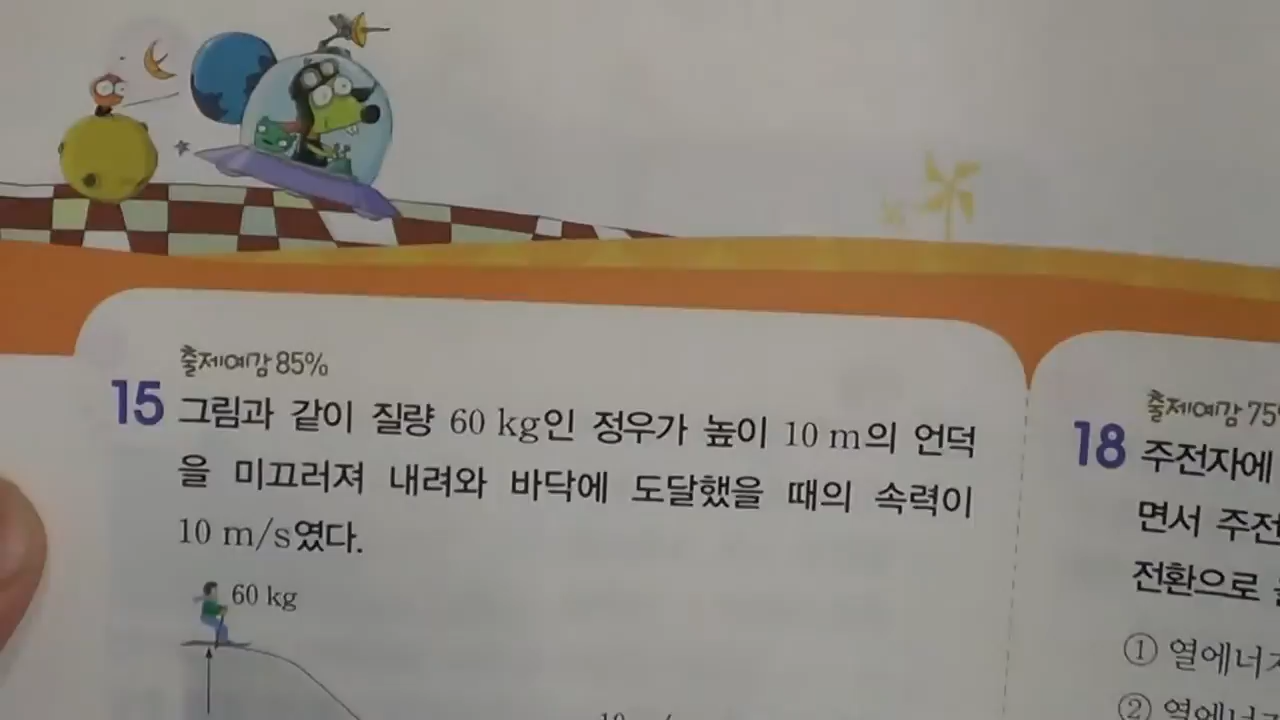 출제예감 85%
15 그림과 같이 질량 60 kg인 정우가 높이 10 m의 언덕
을 미끄러져 내려와 바닥에 도달했을 때의 속력이
10 m/s였다.
60 kg
출제예감 75
18 주전자에
면서 주전
전환으로
① 열에너지
② 열에너